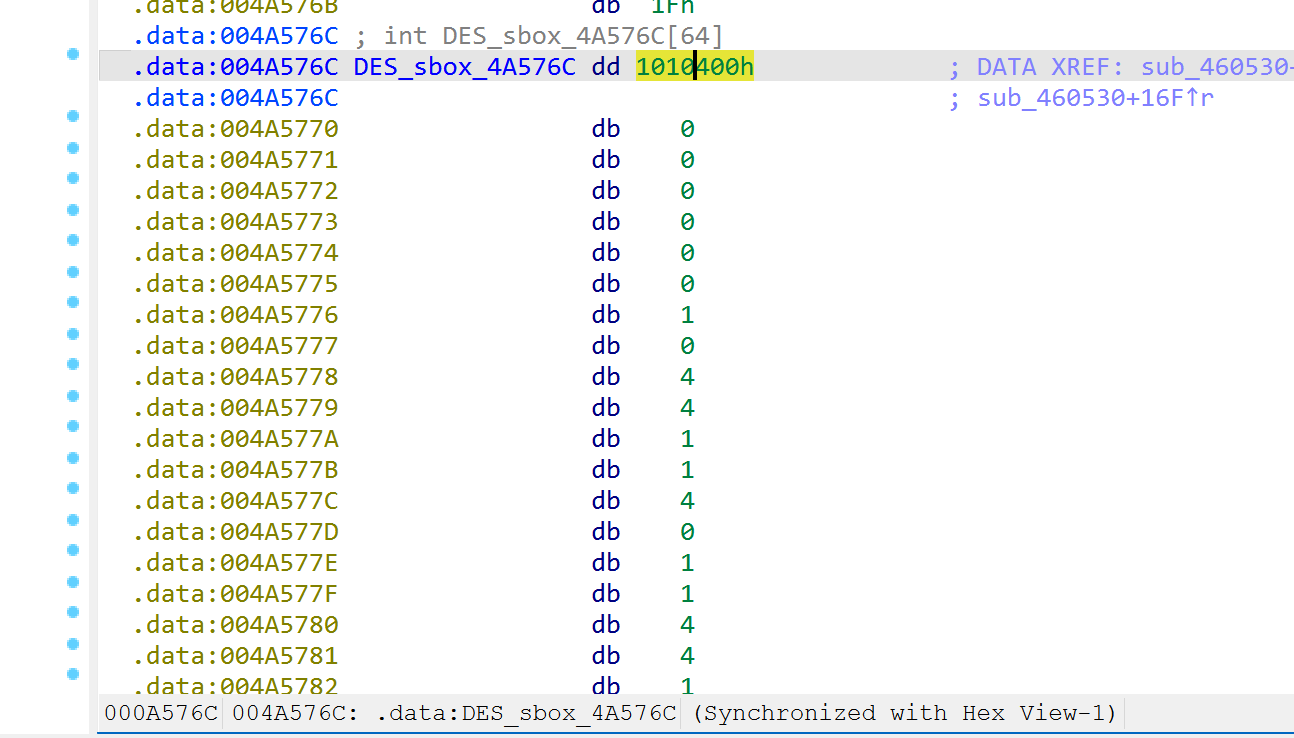 .data:004A576B db 1Fh
.data:004A576C ; int DES_sbox_4A576C[64]
.data:004A576C DES_sbox_4A576C dd 1010400h ; DATA XREF: sub_460530-
.data:004A576C ; sub_460530+16F↑r
.data:004A5770 db 0
.data:004A5771 db 0
.data:004A5772 db 0
.data:004A5773 db 0
.data:004A5774 db 0
.data:004A5775 db 0
.data:004A5776 db 1
.data:004A5777 db 0
.data:004A5778 db 4
.data:004A5779 db 4
.data:004A577A db 1
.data:004A577B db 1
.data:004A577C db 4
.data:004A577D db 0
.data:004A577E db 1
.data:004A577F db 1
.data:004A5780 db 4
.data:004A5781 db 4
.data:004A5782 db 1
000A576C 004A576C: .data:DES_sbox_4A576C (Synchronized with Hex View-1)